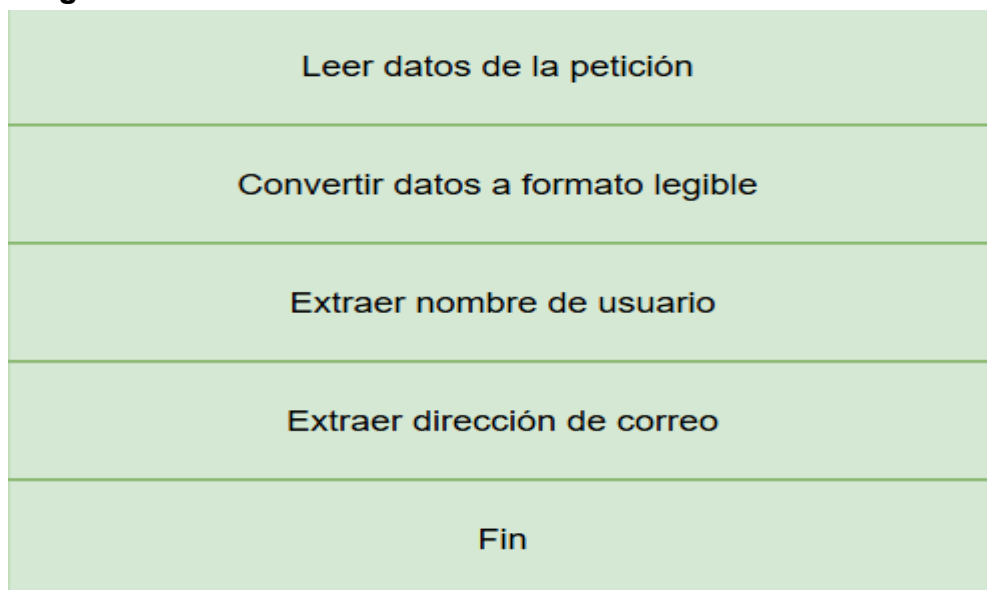 Leer datos de la petición
Convertir datos a formato legible
Extraer nombre de usuario
Extraer dirección de correo
Fin